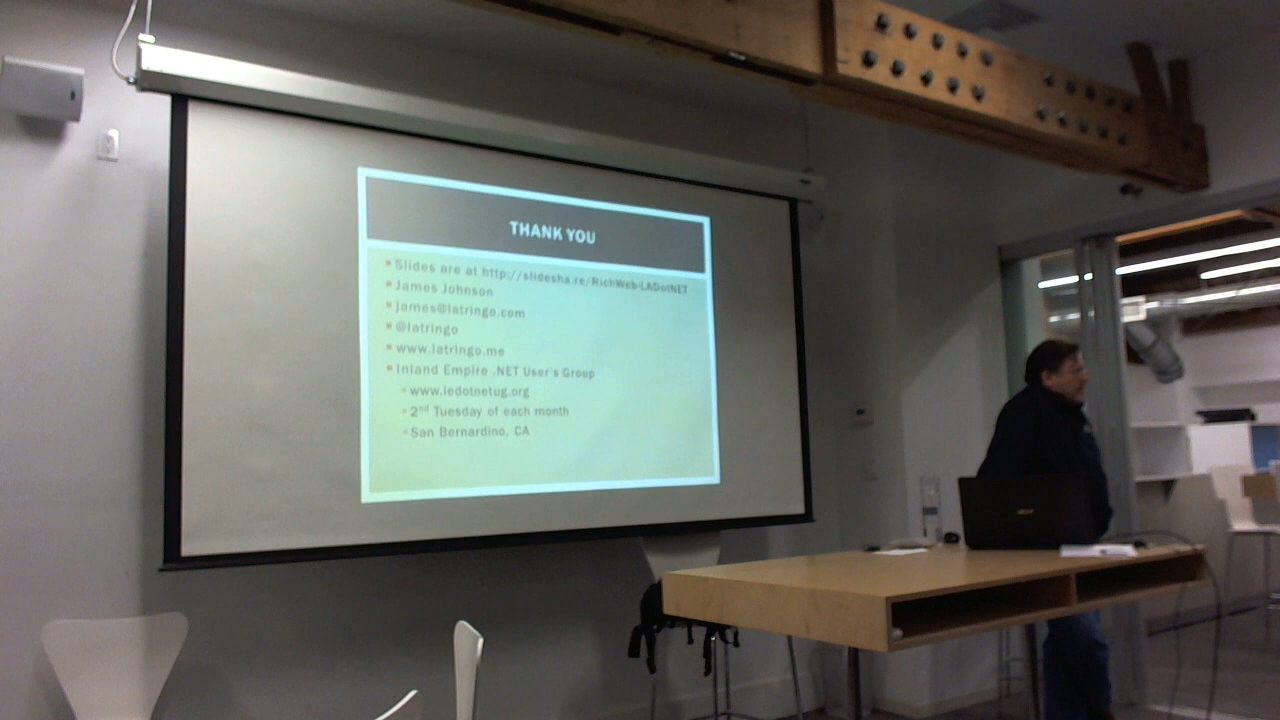 THANK YOU
Slides are at http://slidesha.re/RichWeb-LADotNET
James Johnson
james@latringo.com
@latringo
www.latringo.me
Inland Empire .NET User's Group
www.iedotnetug.org
2nd Tuesday of each month
San Bernardino, CA
acer